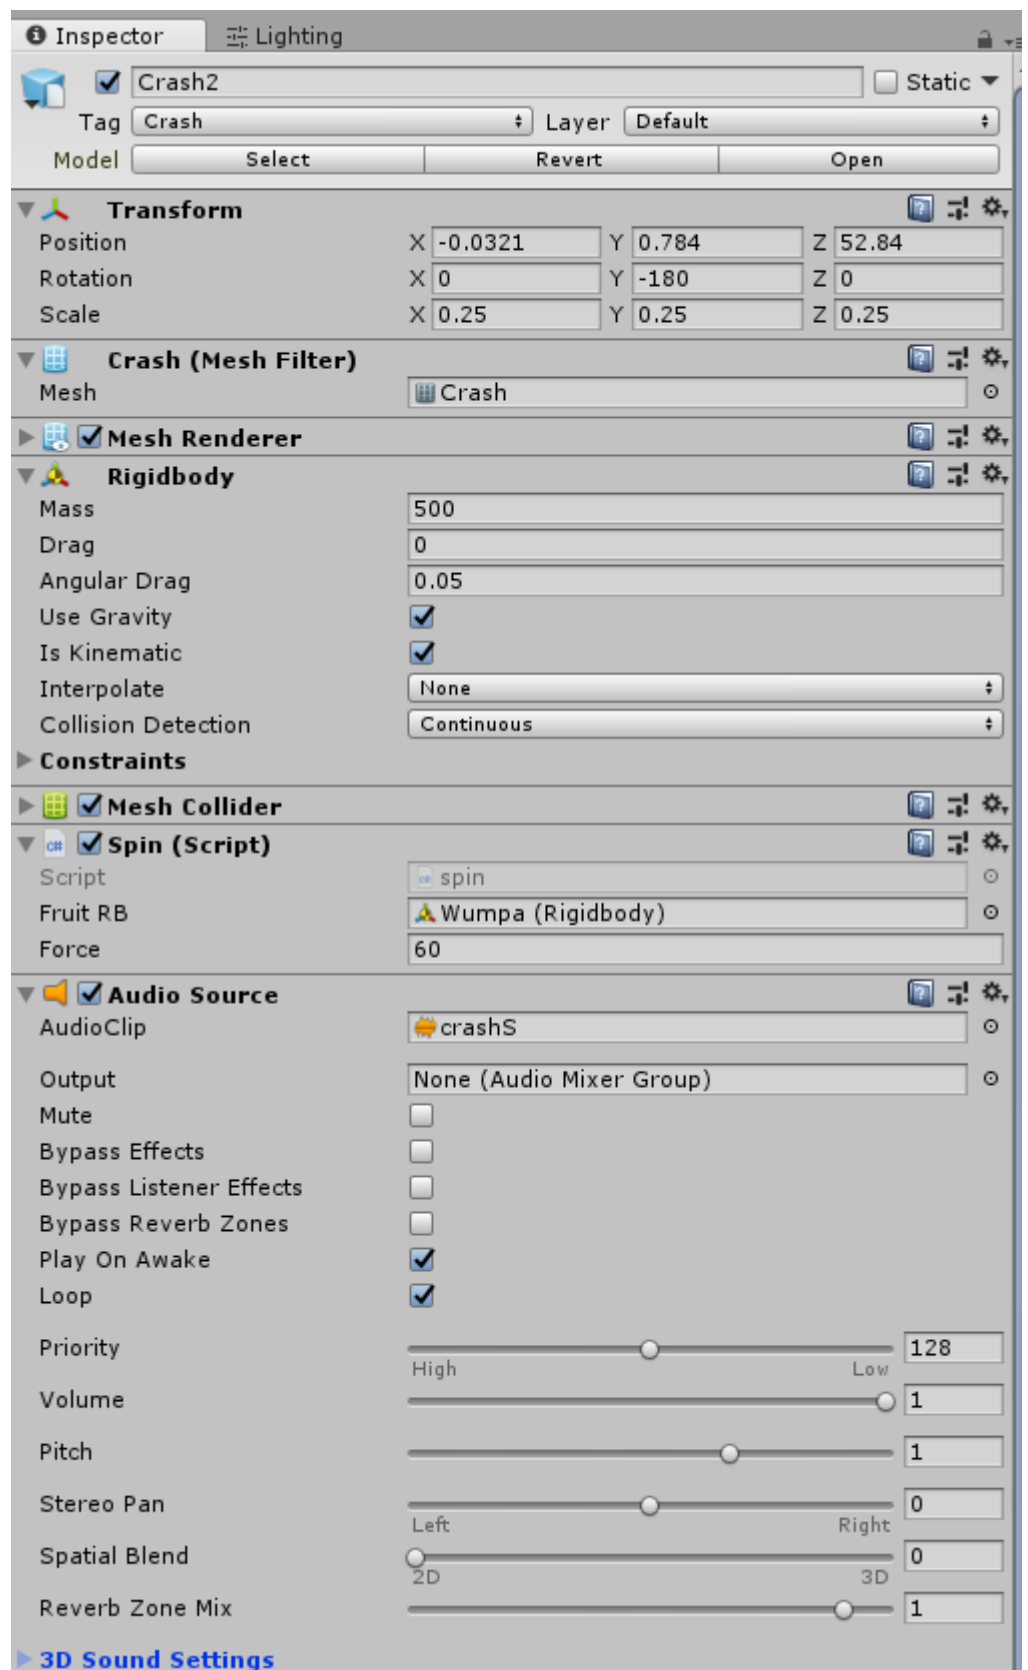 Inspector Lighting
Crash2 Static
Tag Crash Layer Default
Model Select Revert Open
Transform
Position X -0.0321 Y 0.784 Z 52.84
Rotation X 0 Y -180 Z 0
Scale X 0.25 Y 0.25 Z 0.25
Crash (Mesh Filter)
Mesh Crash
Mesh Renderer
Rigidbody
Mass 500
Drag 0
Angular Drag 0.05
Use Gravity
Is Kinematic
Interpolate None
Collision Detection Continuous
Constraints
Mesh Collider
c# Spin (Script)
Script spin
Fruit RB Wumpa (Rigidbody)
Force 60
Audio Source
AudioClip crashS
Output None (Audio Mixer Group)
Mute
Bypass Effects
Bypass Listener Effects
Bypass Reverb Zones
Play On Awake
Loop
Priority 128
High Low
Volume 1
Pitch 1
Stereo Pan 0
Left Right
Spatial Blend 0
2D 3D
Reverb Zone Mix 1
3D Sound Settings